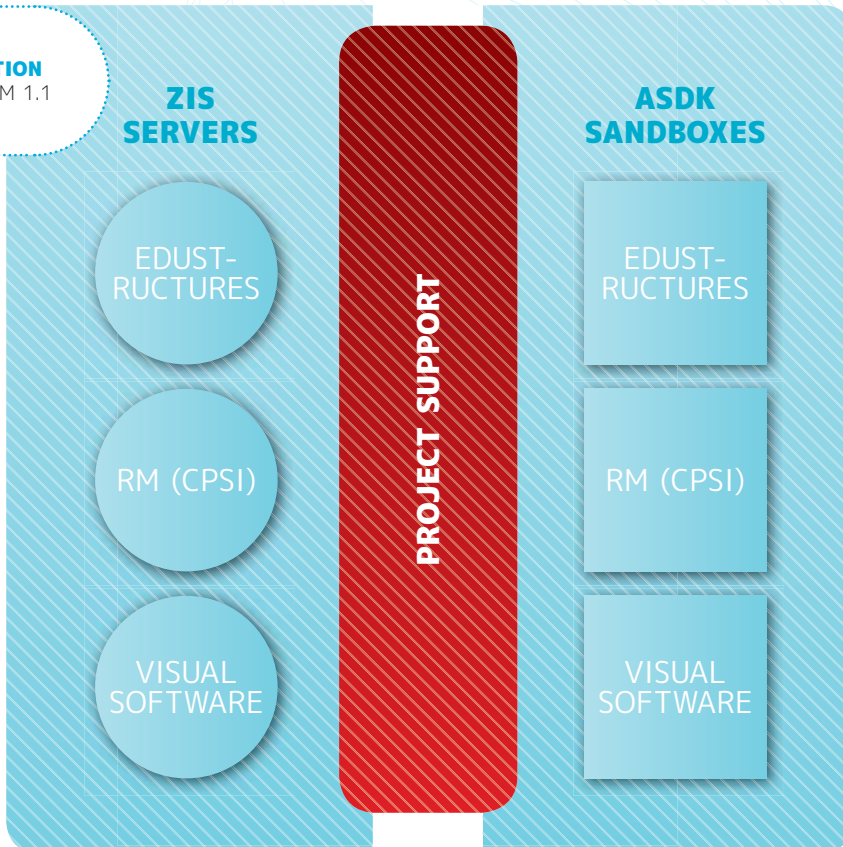 TION
M 1.1
ZIS
SERVERS
EDUST-
RUCTURES
RM (CPSI)
VISUAL
SOFTWARE
PROJECT SUPPORT
ASDK
SANDBOXES
EDUST-
RUCTURES
RM (CPSI)
VISUAL
SOFTWARE